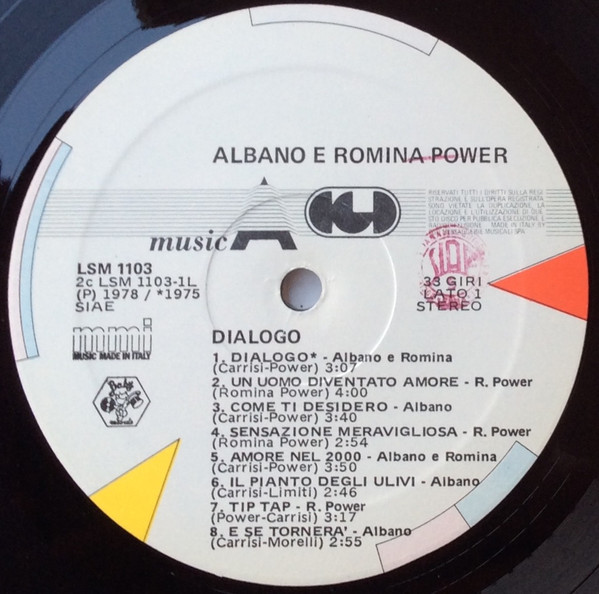 ALBANO E ROMINA POWER
RISERVATI TUTTI I DIRITTI SULLA REGI
STRAZIONE E SULL'OPERA REGISTRATA
SONO VIETATE LA DUPLICAZIONE, LA
LOCAZIONE E L'UTILIZZAZIONE DI QUE
STO DISCO PER PUBBLICA ESECUZIONE E
MADE IN ITALY BY
music A
LSM 1103
2c LSM 1103-1L
(P) 1978 / *1975
SIAE
SIAE
33 GIRI
LATO 1
STEREO
MUSIC MADE IN ITALY
DIALOGO
1. DIALOGO* - Albano e Romina
(Carrisi-Power) 3:07
2. UN UOMO DIVENTATO AMORE - R. Power
(Romina Power) 4:00
3. COME TI DESIDERO - Albano
(Carrisi-Power) 3:40
4. SENSAZIONE MERAVIGLIOSA - R. Power
(Romina Power) 2:54
5. AMORE NEL 2000 - Albano e Romina
(Carrisi-Power) 3:50
6. IL PIANTO DEGLI ULIVI - Albano
(Carrisi-Limiti) 2:46
7. TIP TAP - R. Power
(Power-Carrisi) 3:17
8. E SE TORNERA' - Albano
(Carrisi-Morelli) 2:55